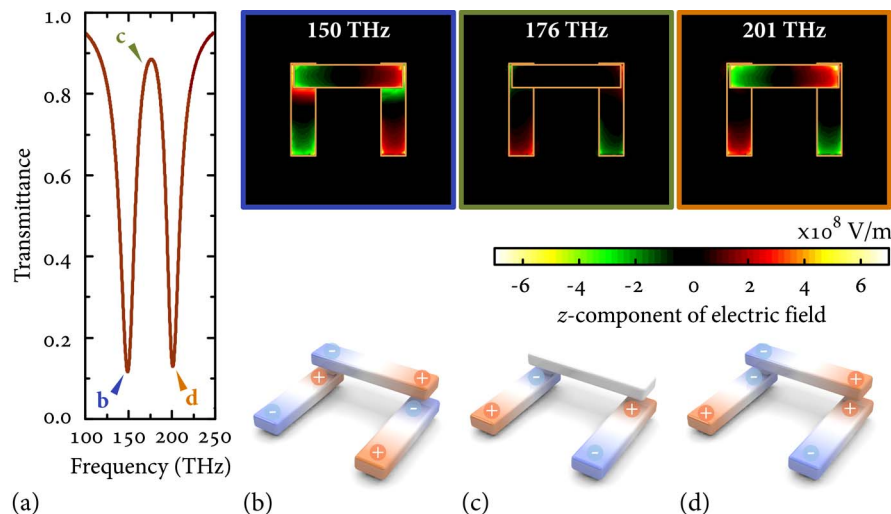 1.0
0.8
0.6
0.4
0.2
0.0
Transmittance
c
b
d
100 150 200 250
Frequency (THz)
(a)
150 THz
176 THz
201 THz
x10⁸ V/m
-6 -4 -2 0 2 4 6
z-component of electric field
- + + - +
(b)
+ - + -
(c)
- + + + - -
(d)